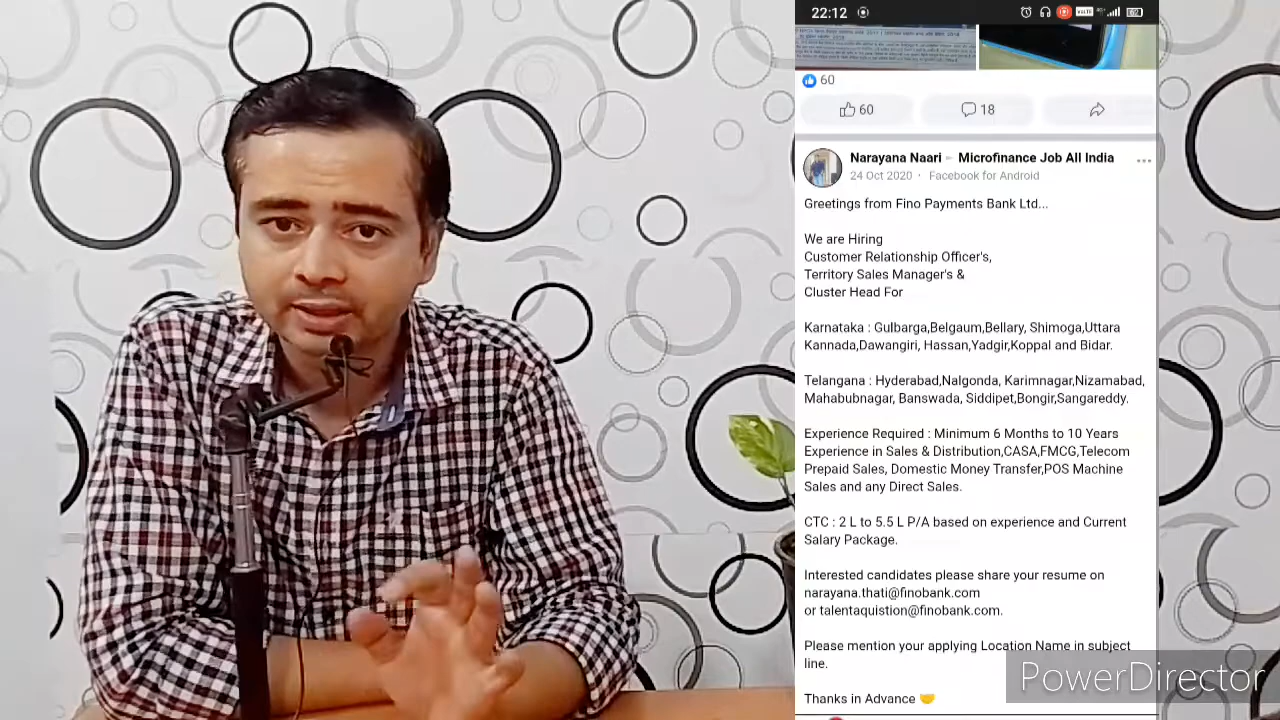 22:12
60
60
18
Narayana Naari
Microfinance Job All India
24 Oct 2020 · Facebook for Android
Greetings from Fino Payments Bank Ltd...
We are Hiring
Customer Relationship Officer's,
Territory Sales Manager's &
Cluster Head For
Karnataka : Gulbarga,Belgaum,Bellary, Shimoga,Uttara
Kannada,Dawangiri, Hassan,Yadgir,Koppal and Bidar.
Telangana : Hyderabad,Nalgonda, Karimnagar,Nizamabad,
Mahabubnagar, Banswada, Siddipet,Bongir,Sangareddy.
Experience Required : Minimum 6 Months to 10 Years
Experience in Sales & Distribution,CASA,FMCG,Telecom
Prepaid Sales, Domestic Money Transfer,POS Machine
Sales and any Direct Sales.
CTC : 2 L to 5.5 L P/A based on experience and Current
Salary Package.
Interested candidates please share your resume on
narayana.thati@finobank.com
or talentaquistion@finobank.com.
Please mention your applying Location Name in subject
line.
Thanks in Advance 🤝
PowerDirector